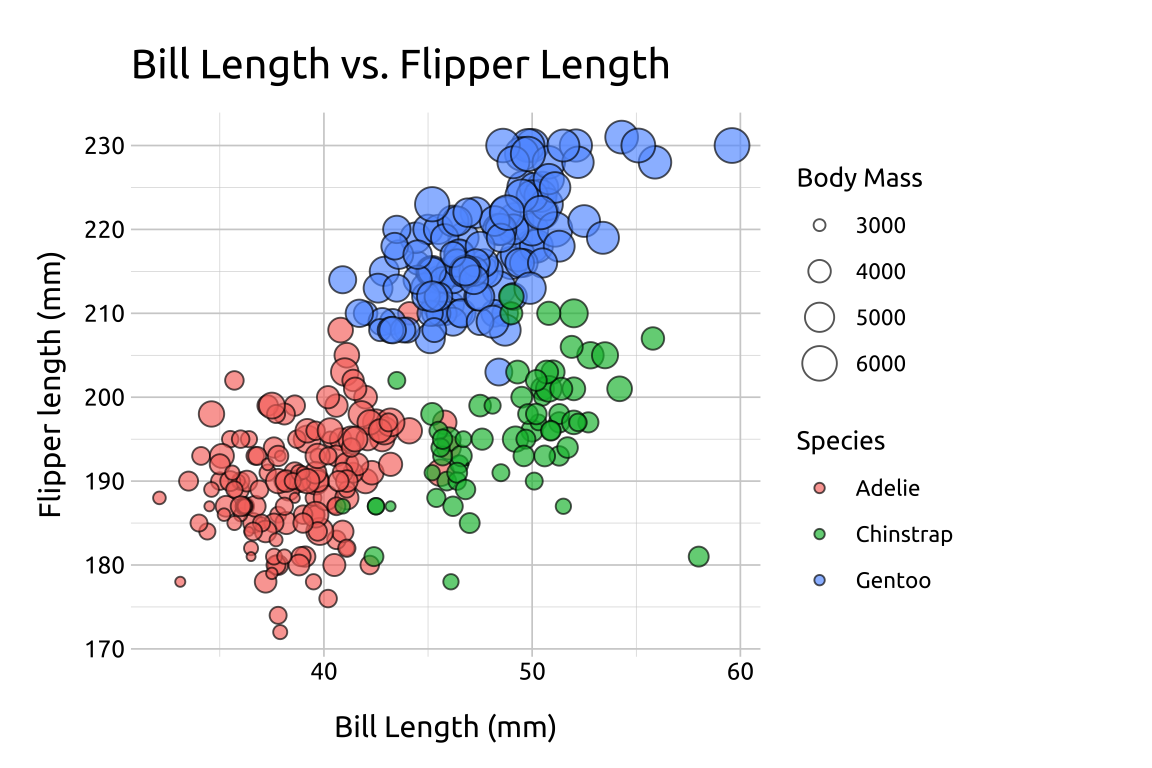 Bill Length vs. Flipper Length
Flipper length (mm)
230
220
210
200
190
180
170
40
50
60
Bill Length (mm)
Body Mass
3000
4000
5000
6000
Species
Adelie
Chinstrap
Gentoo